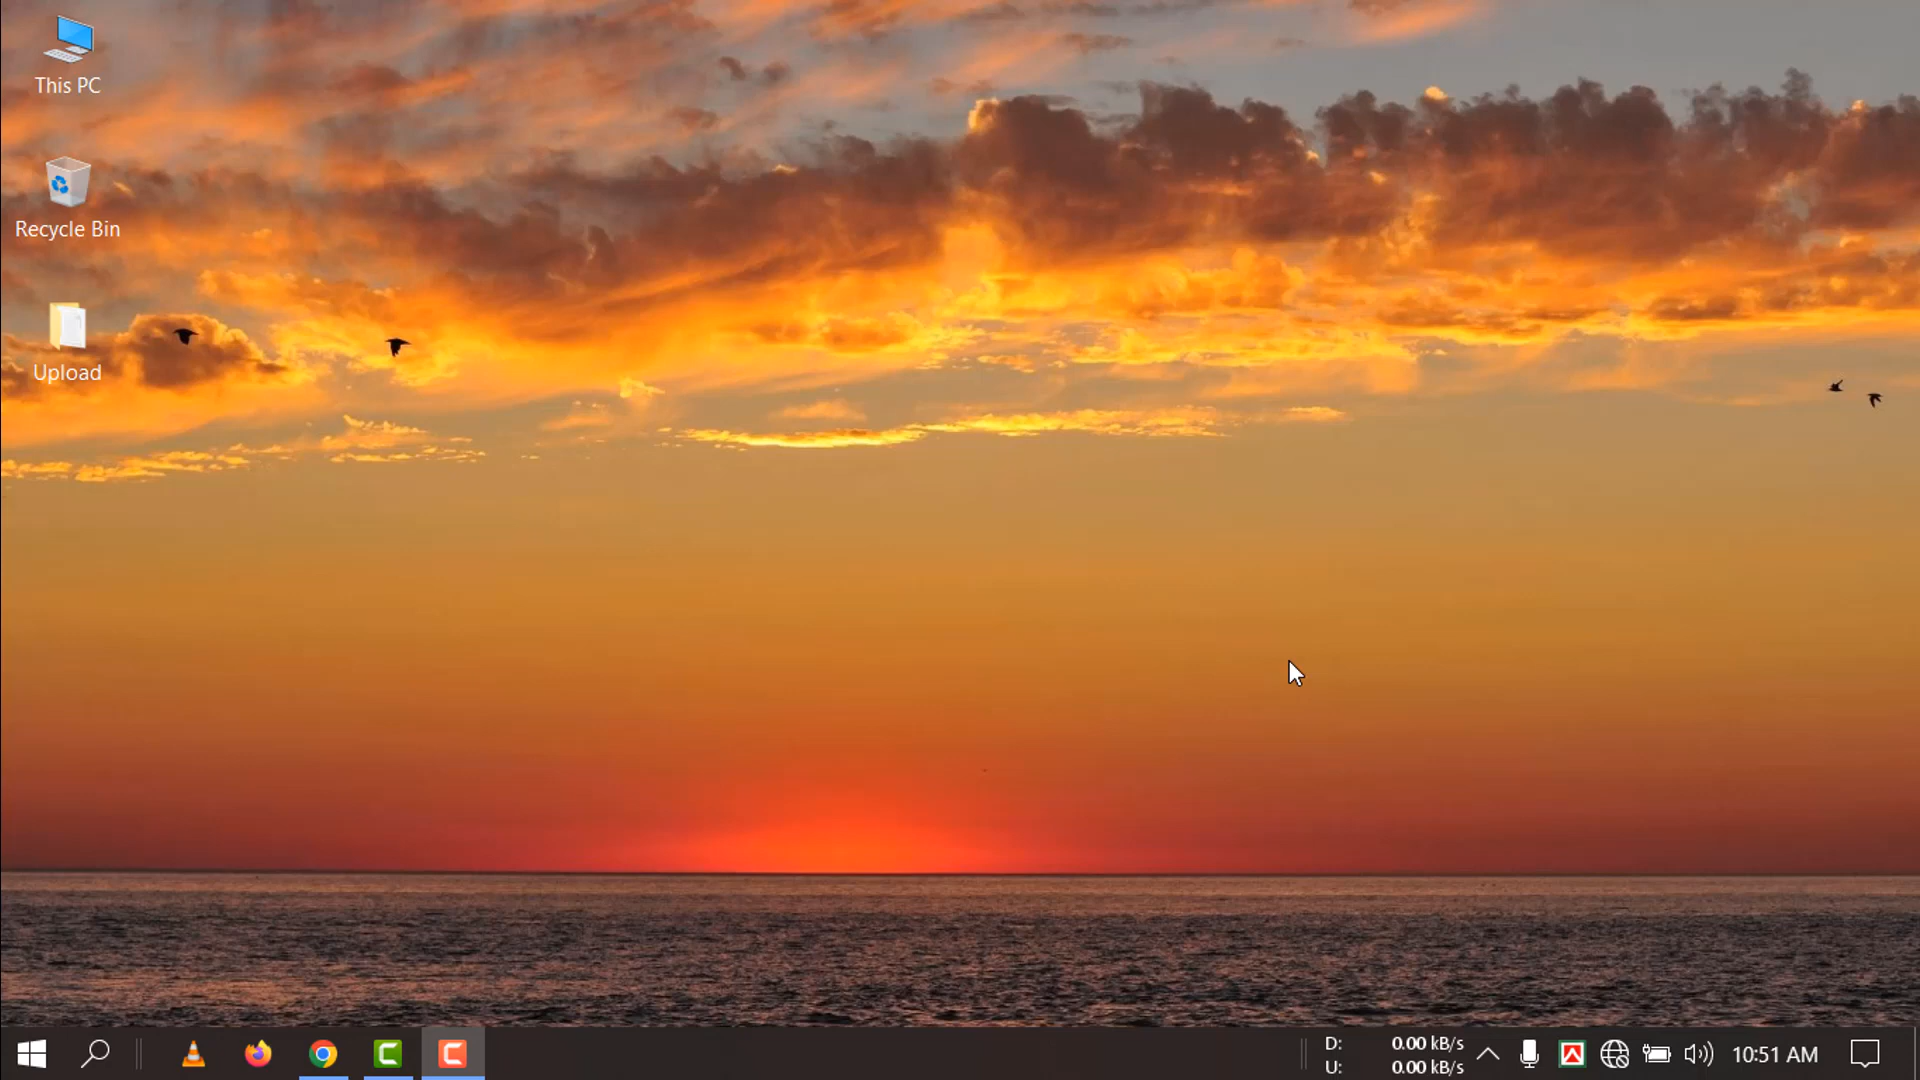 This PC
Recycle Bin
Upload
D: 0.00 kB/s
U: 0.00 kB/s
10:51 AM